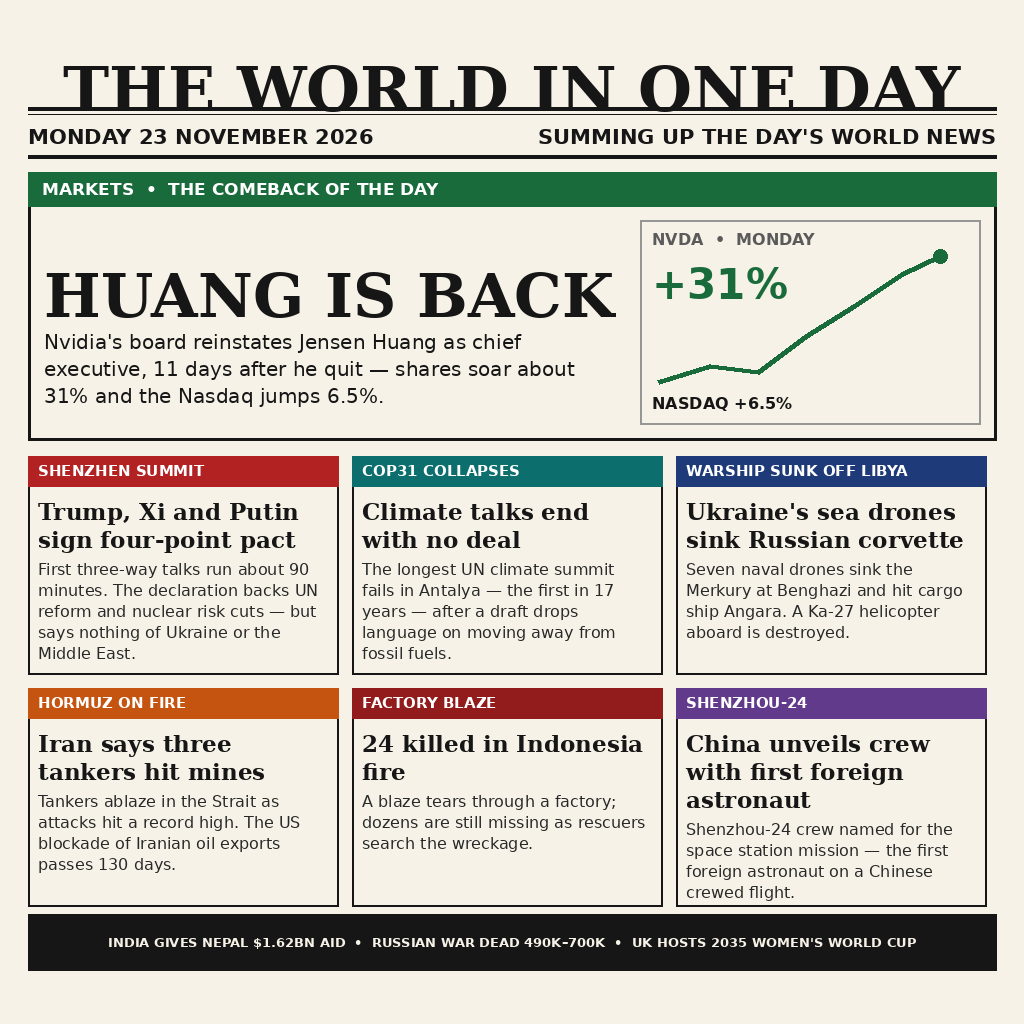 THE WORLD IN ONE DAY
MONDAY 23 NOVEMBER 2026
SUMMING UP THE DAY'S WORLD NEWS
MARKETS • THE COMEBACK OF THE DAY
HUANG IS BACK
Nvidia's board reinstates Jensen Huang as chief
executive, 11 days after he quit — shares soar about
31% and the Nasdaq jumps 6.5%.
NVDA • MONDAY
+31%
NASDAQ +6.5%
SHENZHEN SUMMIT
Trump, Xi and Putin
sign four-point pact
First three-way talks run about 90
minutes. The declaration backs UN
reform and nuclear risk cuts — but
says nothing of Ukraine or the
Middle East.
COP31 COLLAPSES
Climate talks end
with no deal
The longest UN climate summit
fails in Antalya — the first in 17
years — after a draft drops
language on moving away from
fossil fuels.
WARSHIP SUNK OFF LIBYA
Ukraine's sea drones
sink Russian corvette
Seven naval drones sink the
Merkury at Benghazi and hit cargo
ship Angara. A Ka-27 helicopter
aboard is destroyed.
HORMUZ ON FIRE
Iran says three
tankers hit mines
Tankers ablaze in the Strait as
attacks hit a record high. The US
blockade of Iranian oil exports
passes 130 days.
FACTORY BLAZE
24 killed in Indonesia
fire
A blaze tears through a factory;
dozens are still missing as rescuers
search the wreckage.
SHENZHOU-24
China unveils crew
with first foreign
astronaut
Shenzhou-24 crew named for the
space station mission — the first
foreign astronaut on a Chinese
crewed flight.
INDIA GIVES NEPAL $1.62BN AID • RUSSIAN WAR DEAD 490K–700K • UK HOSTS 2035 WOMEN'S WORLD CUP